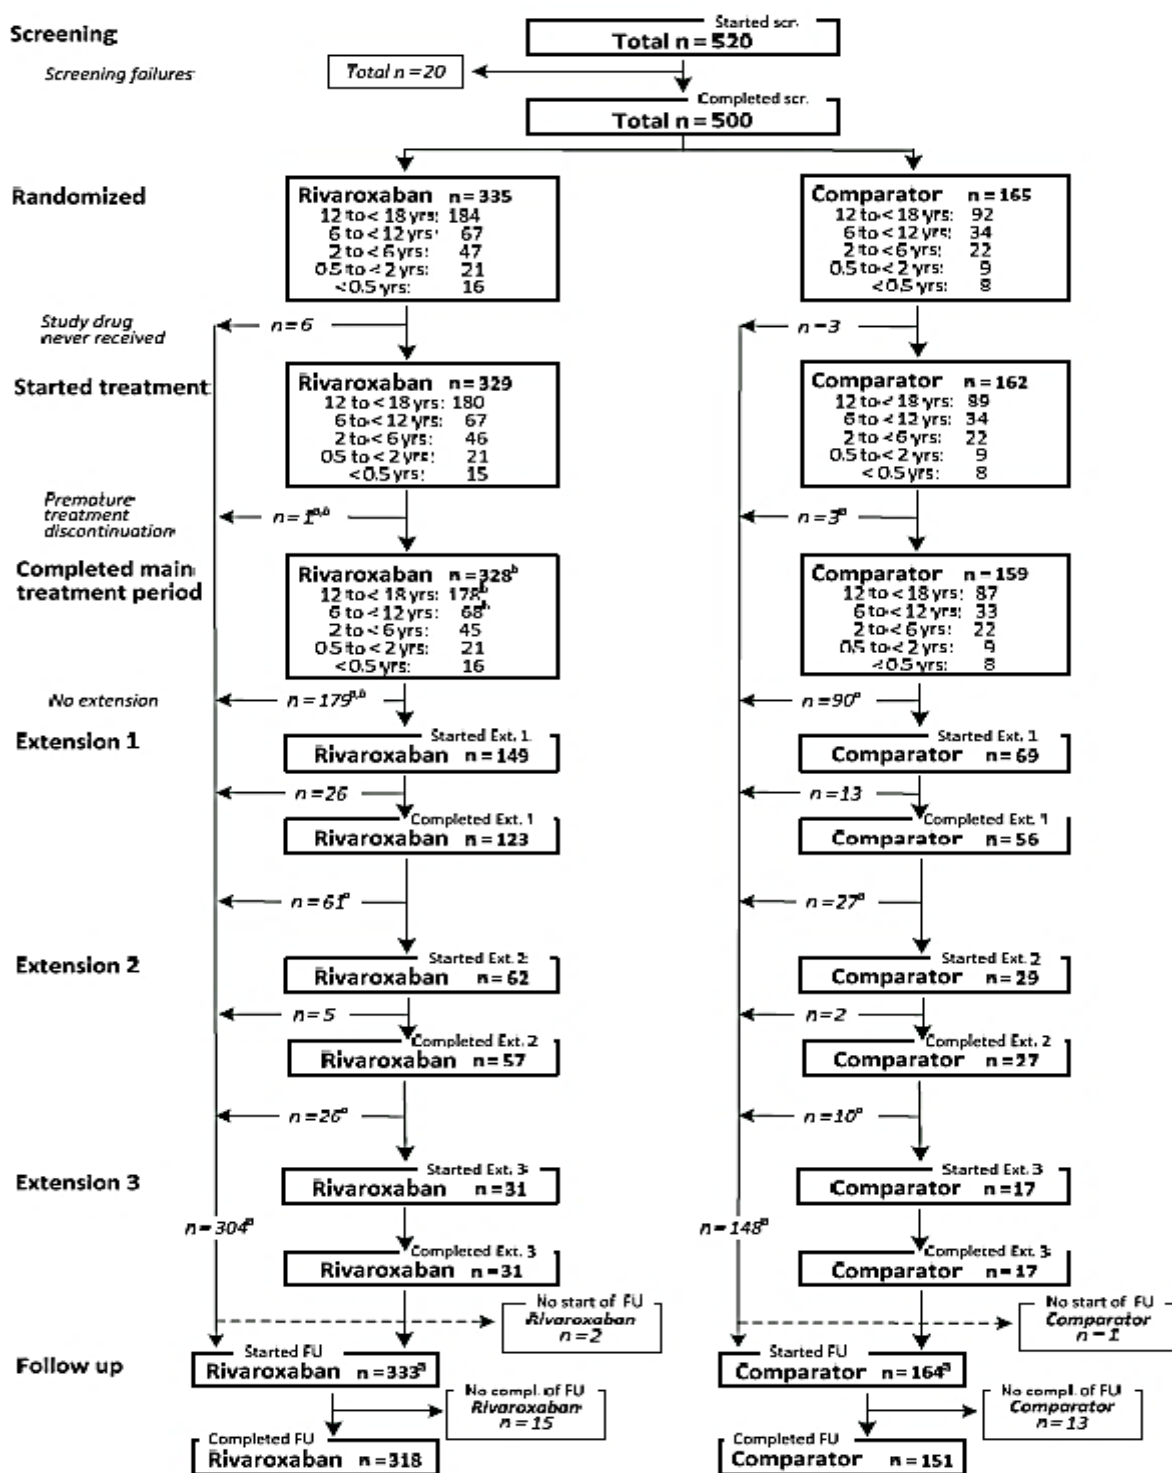 Started scr.
Screening
Total n = 520
Screening failures
Total n = 20
Completed scr.
Total n = 500
Randomized
Rivaroxaban n = 335
12 to < 18 yrs: 184
6 to < 12 yrs: 67
2 to < 6 yrs: 47
0.5 to < 2 yrs: 21
< 0.5 yrs: 16
Comparator n = 165
12 to < 18 yrs: 92
6 to < 12 yrs: 34
2 to < 6 yrs: 22
0.5 to < 2 yrs: 9
< 0.5 yrs: 8
Study drug
never received
n = 6
n = 3
Started treatment
Rivaroxaban n = 329
12 to < 18 yrs: 180
6 to < 12 yrs: 67
2 to < 6 yrs: 46
0.5 to < 2 yrs: 21
< 0.5 yrs: 15
Comparator n = 162
12 to < 18 yrs: 89
6 to < 12 yrs: 34
2 to < 6 yrs: 22
0.5 to < 2 yrs: 9
< 0.5 yrs: 8
Premature
treatment
discontinuation
n = 1a,b
n = 3a
Completed main
treatment period
Rivaroxaban n = 328b
12 to < 18 yrs: 178b
6 to < 12 yrs: 68b
2 to < 6 yrs: 45
0.5 to < 2 yrs: 21
< 0.5 yrs: 16
Comparator n = 159
12 to < 18 yrs: 87
6 to < 12 yrs: 33
2 to < 6 yrs: 22
0.5 to < 2 yrs: 9
< 0.5 yrs: 8
No extension
n = 179a,b
n = 90a
Extension 1
Started Ext. 1
Rivaroxaban n = 149
Started Ext. 1
Comparator n = 69
n = 26
n = 13
Completed Ext. 1
Rivaroxaban n = 123
Completed Ext. 1
Comparator n = 56
n = 61a
n = 27a
Extension 2
Started Ext. 2
Rivaroxaban n = 62
Started Ext. 2
Comparator n = 29
n = 5
n = 2
Completed Ext. 2
Rivaroxaban n = 57
Completed Ext. 2
Comparator n = 27
n = 26a
n = 10a
Extension 3
Started Ext. 3
Rivaroxaban n = 31
Started Ext. 3
Comparator n = 17
n = 304a
n = 148a
Completed Ext. 3
Rivaroxaban n = 31
Completed Ext. 3
Comparator n = 17
No start of FU
Rivaroxaban
n = 2
No start of FU
Comparator
n = 1
Follow up
Started FU
Rivaroxaban n = 333a
Started FU
Comparator n = 164a
No compl. of FU
Rivaroxaban
n = 15
No compl. of FU
Comparator
n = 13
Completed FU
Rivaroxaban n = 318
Completed FU
Comparator n = 151